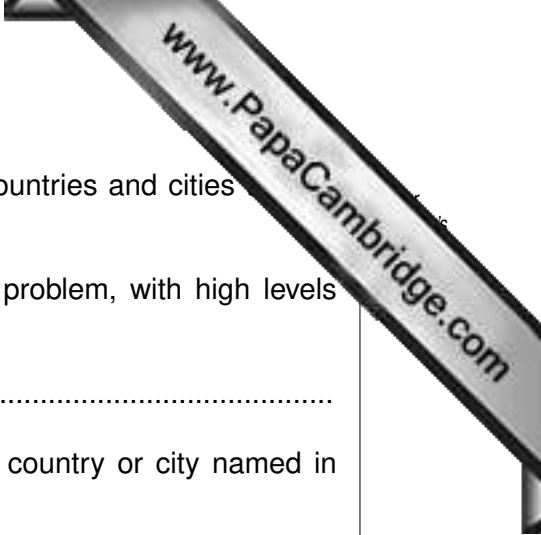 www.PapaCambridge.com
ountries and cities
problem, with high levels
....................................................
country or city named in